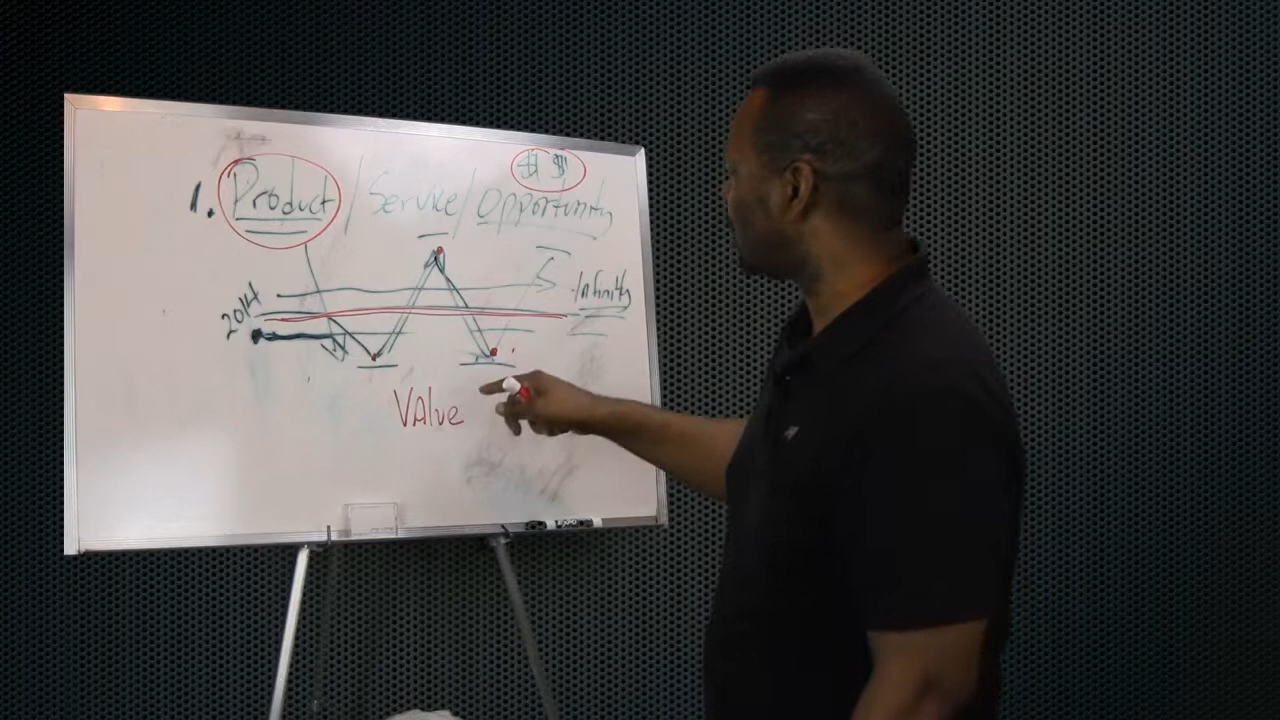 $ $
1. Product / Service / Opportunity
2014
Infinity
VAlue